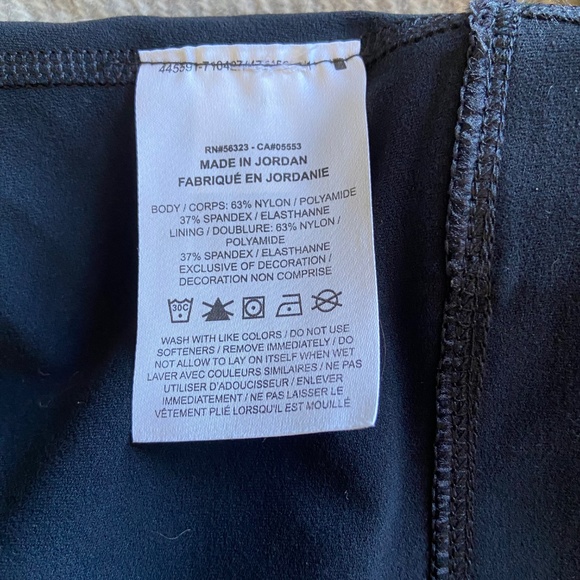 RN#56323 - CA#05553
MADE IN JORDAN
FABRIQUÉ EN JORDANIE
BODY / CORPS: 63% NYLON / POLYAMIDE
37% SPANDEX / ELASTHANNE
LINING / DOUBLURE: 63% NYLON /
POLYAMIDE
37% SPANDEX / ELASTHANNE
EXCLUSIVE OF DECORATION /
DECORATION NON COMPRISE
30C
WASH WITH LIKE COLORS / DO NOT USE
SOFTENERS / REMOVE IMMEDIATELY / DO
NOT ALLOW TO LAY ON ITSELF WHEN WET
LAVER AVEC COULEURS SIMILAIRES / NE PAS
UTILISER D'ADOUCISSEUR / ENLEVER
IMMÉDIATEMENT / NE PAS LAISSER LE
VÊTEMENT PLIÉ LORSQU'IL EST MOUILLÉ